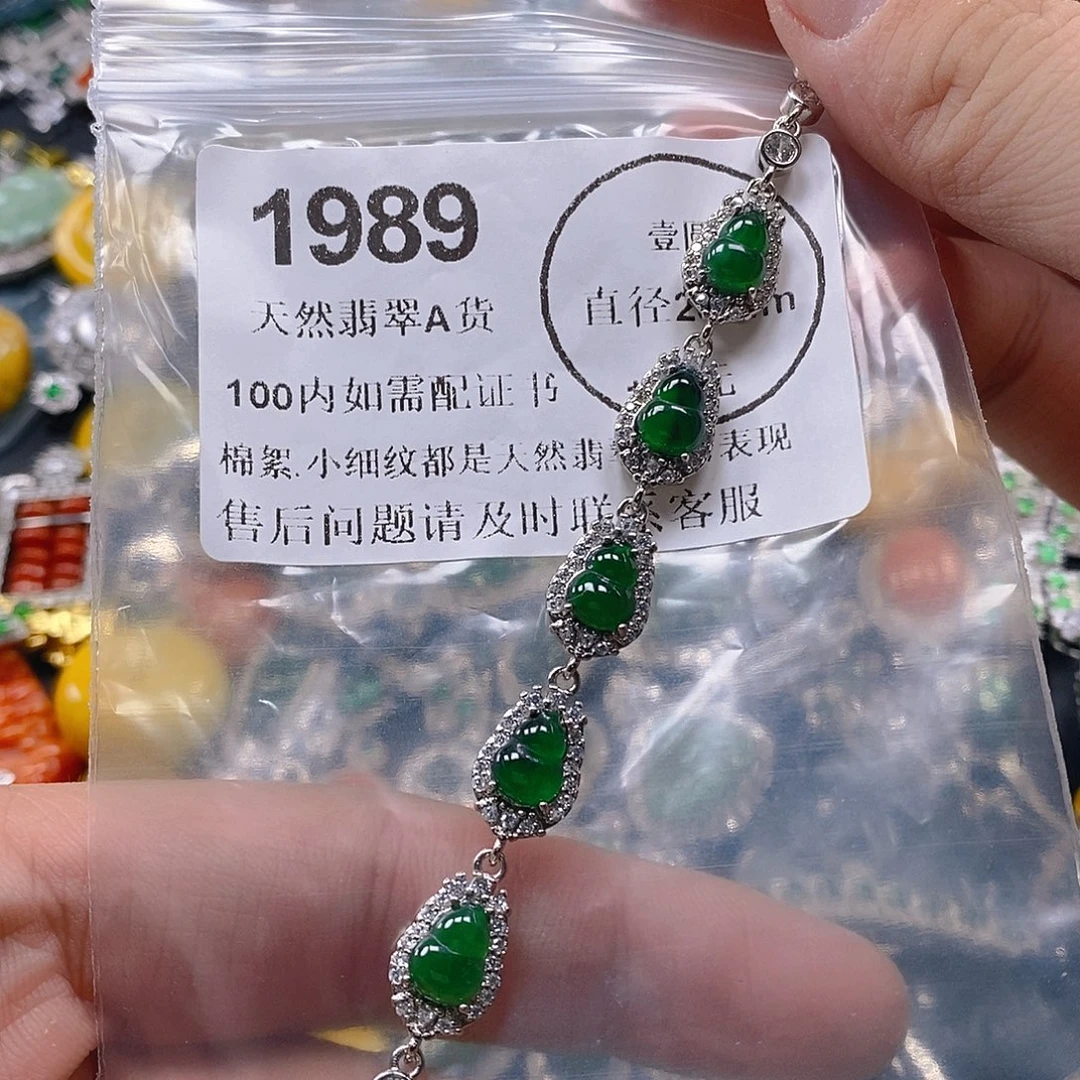 1989
壹
天然翡翠A货
直径2
100内如需配证书
棉絮.小细纹都是天然翡 表现
售后问题请及时联系客服